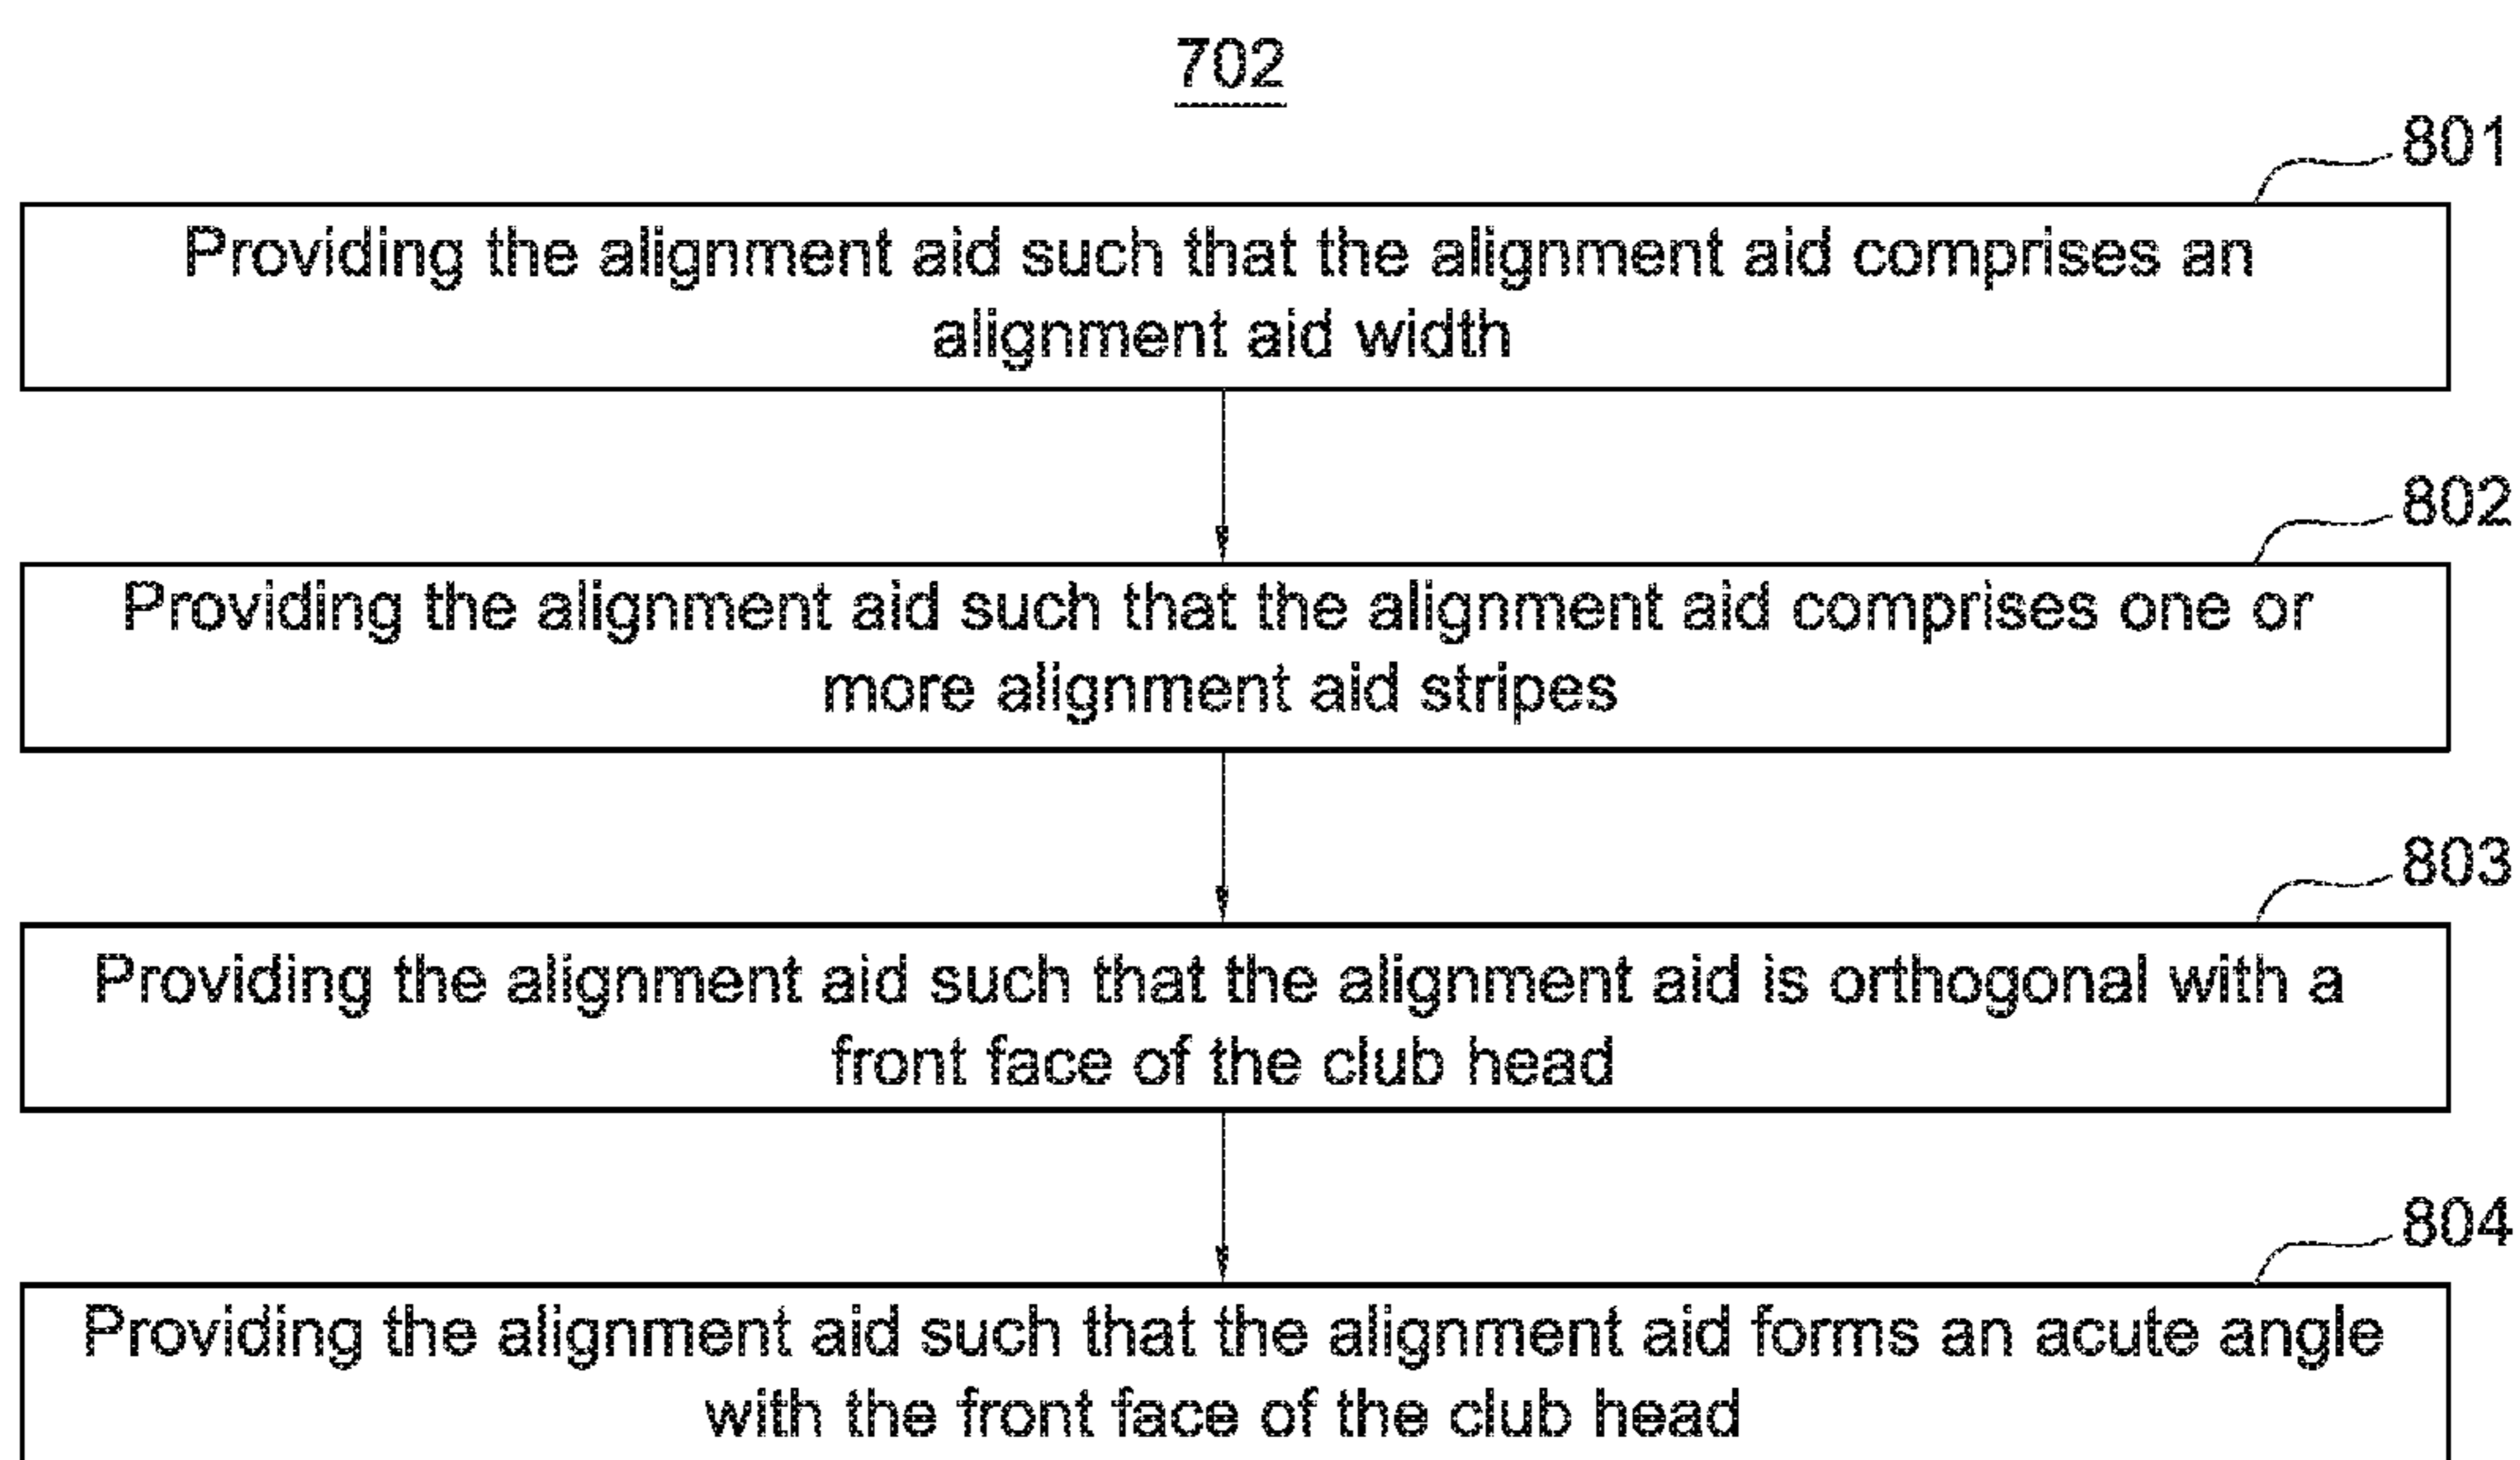 702
801
Providing the alignment aid such that the alignment aid comprises an
alignment aid width
802
Providing the alignment aid such that the alignment aid comprises one or
more alignment aid stripes
803
Providing the alignment aid such that the alignment aid is orthogonal with a
front face of the club head
804
Providing the alignment aid such that the alignment aid forms an acute angle
with the front face of the club head